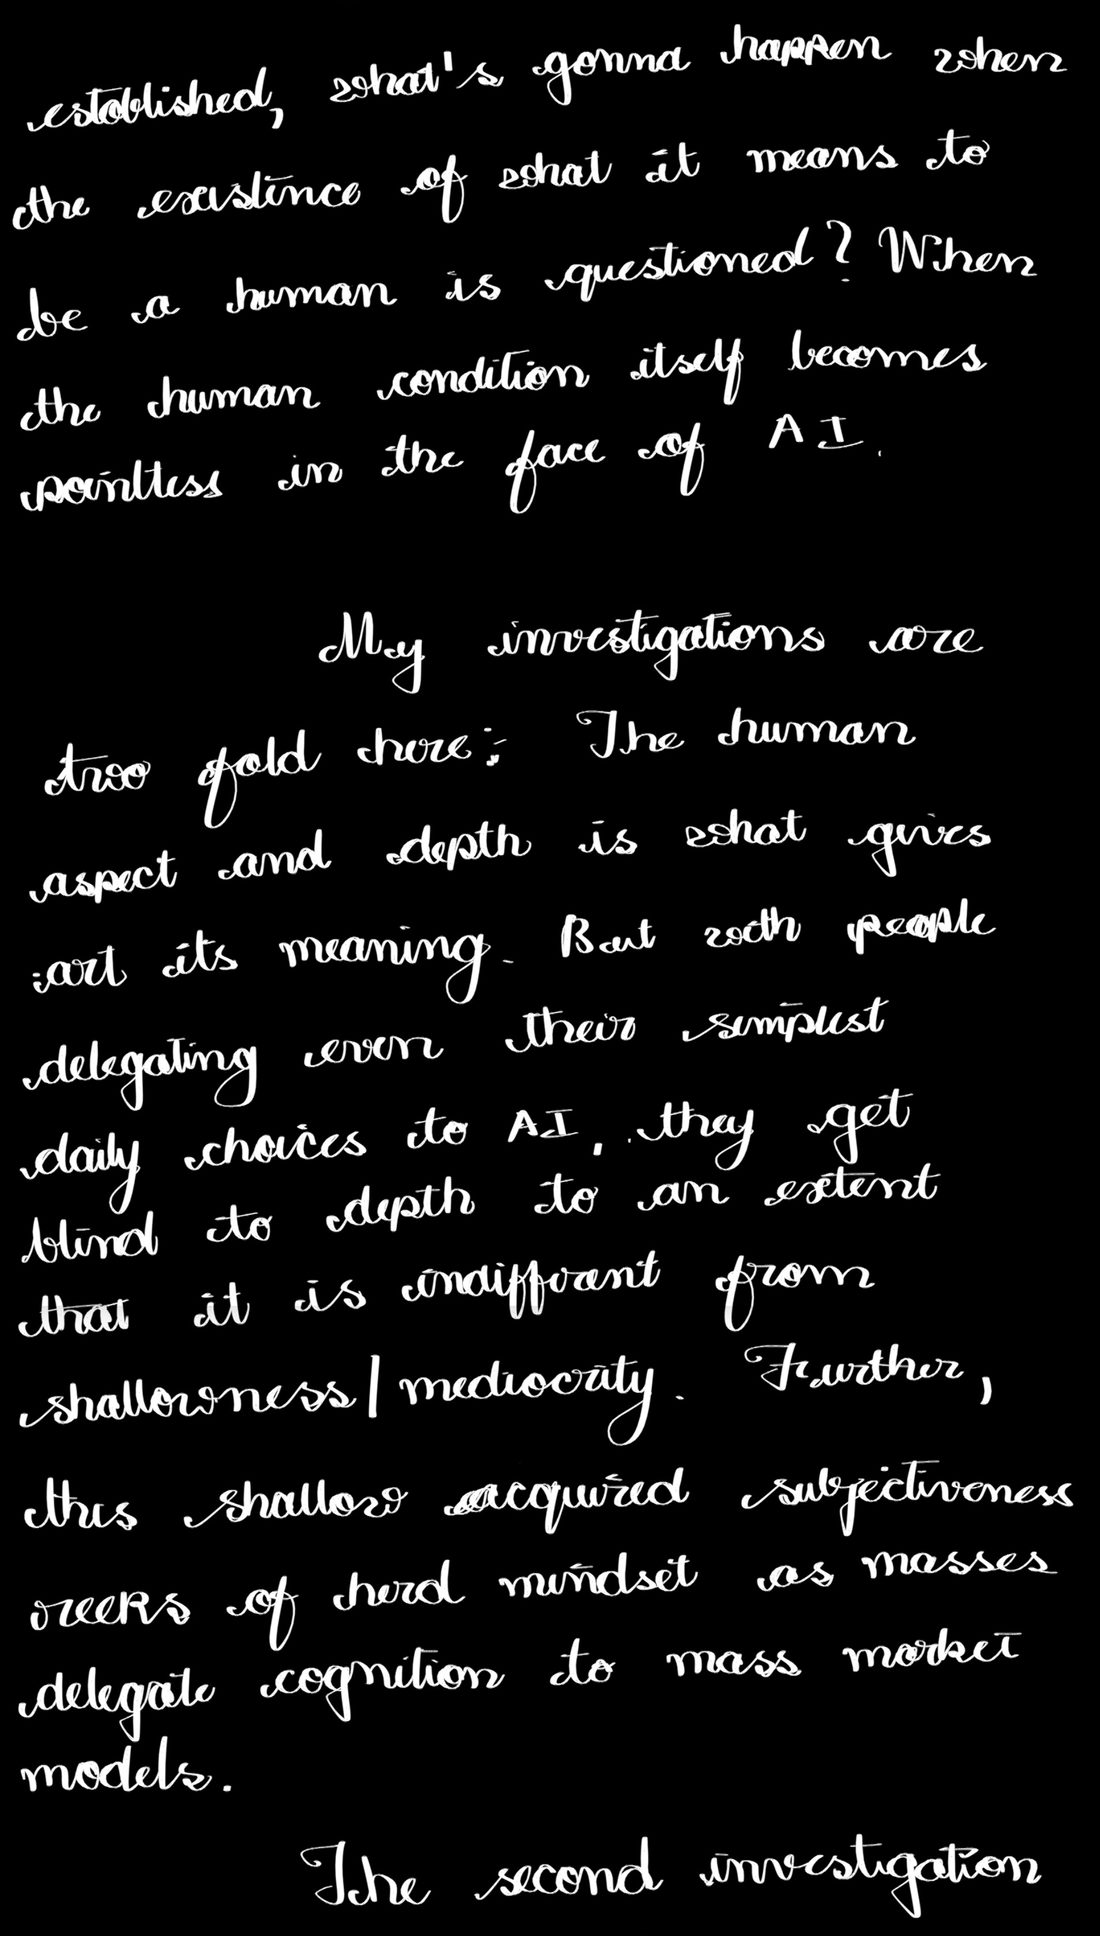 established, what's gonna happen when
the existince of what it means to
be a human is questioned? When
the human condition itself becomes
pointless in the face of AI.
My investigations are
two fold here: The human
aspect and depth is what gives
art its meaning. But with people
delegating even their simplest
daily choices to AI, they get
blind to depth to an extent
that it is indifferant from
shallowness/mediocrity. Further,
this shallow acquired subjectiveness
reeks of herd mindset as masses
delegate cognition to mass market
models.
The second investigation